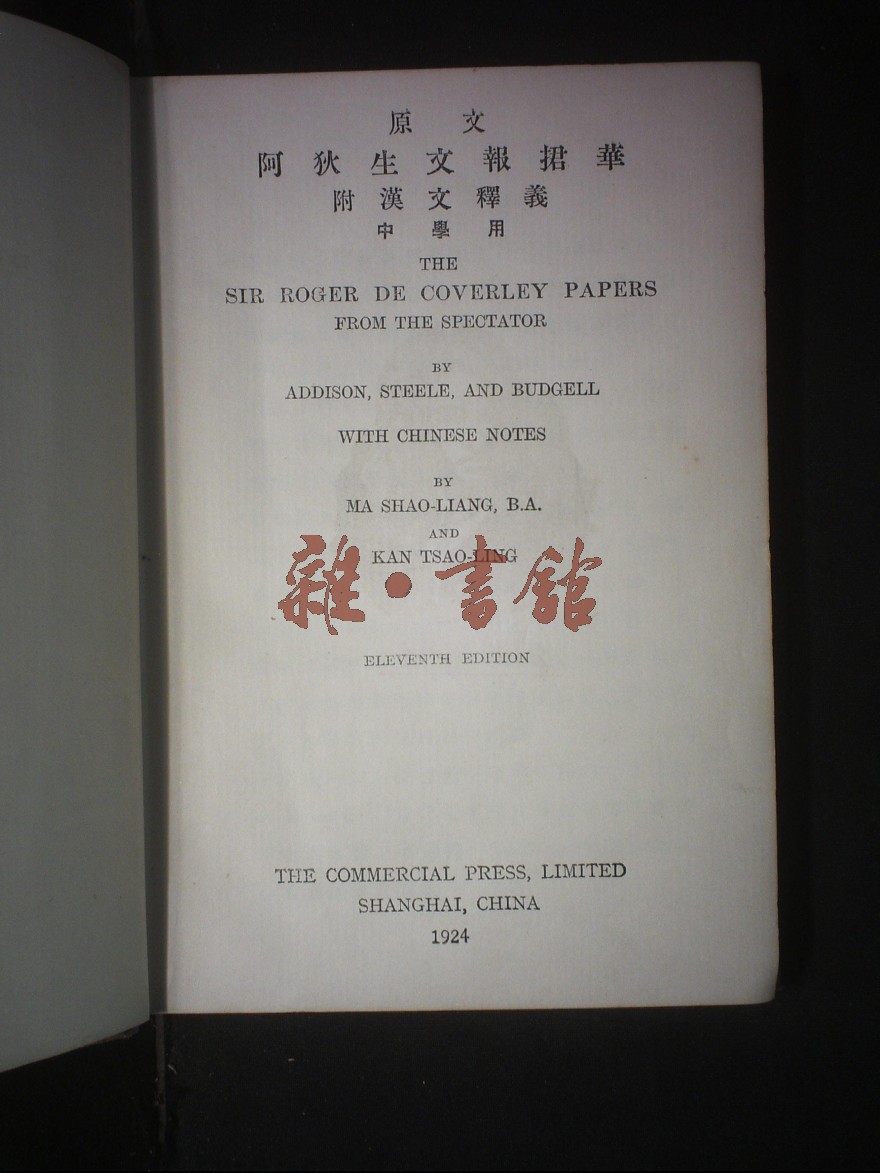 原文
阿狄生文報捃華
附漢文釋義
中學用
THE
SIR ROGER DE COVERLEY PAPERS
FROM THE SPECTATOR
BY
ADDISON, STEELE, AND BUDGELL
WITH CHINESE NOTES
BY
MA SHAO-LIANG, B.A.
AND
KAN TSAO-LING
雜·書館
ELEVENTH EDITION
THE COMMERCIAL PRESS, LIMITED
SHANGHAI, CHINA
1924